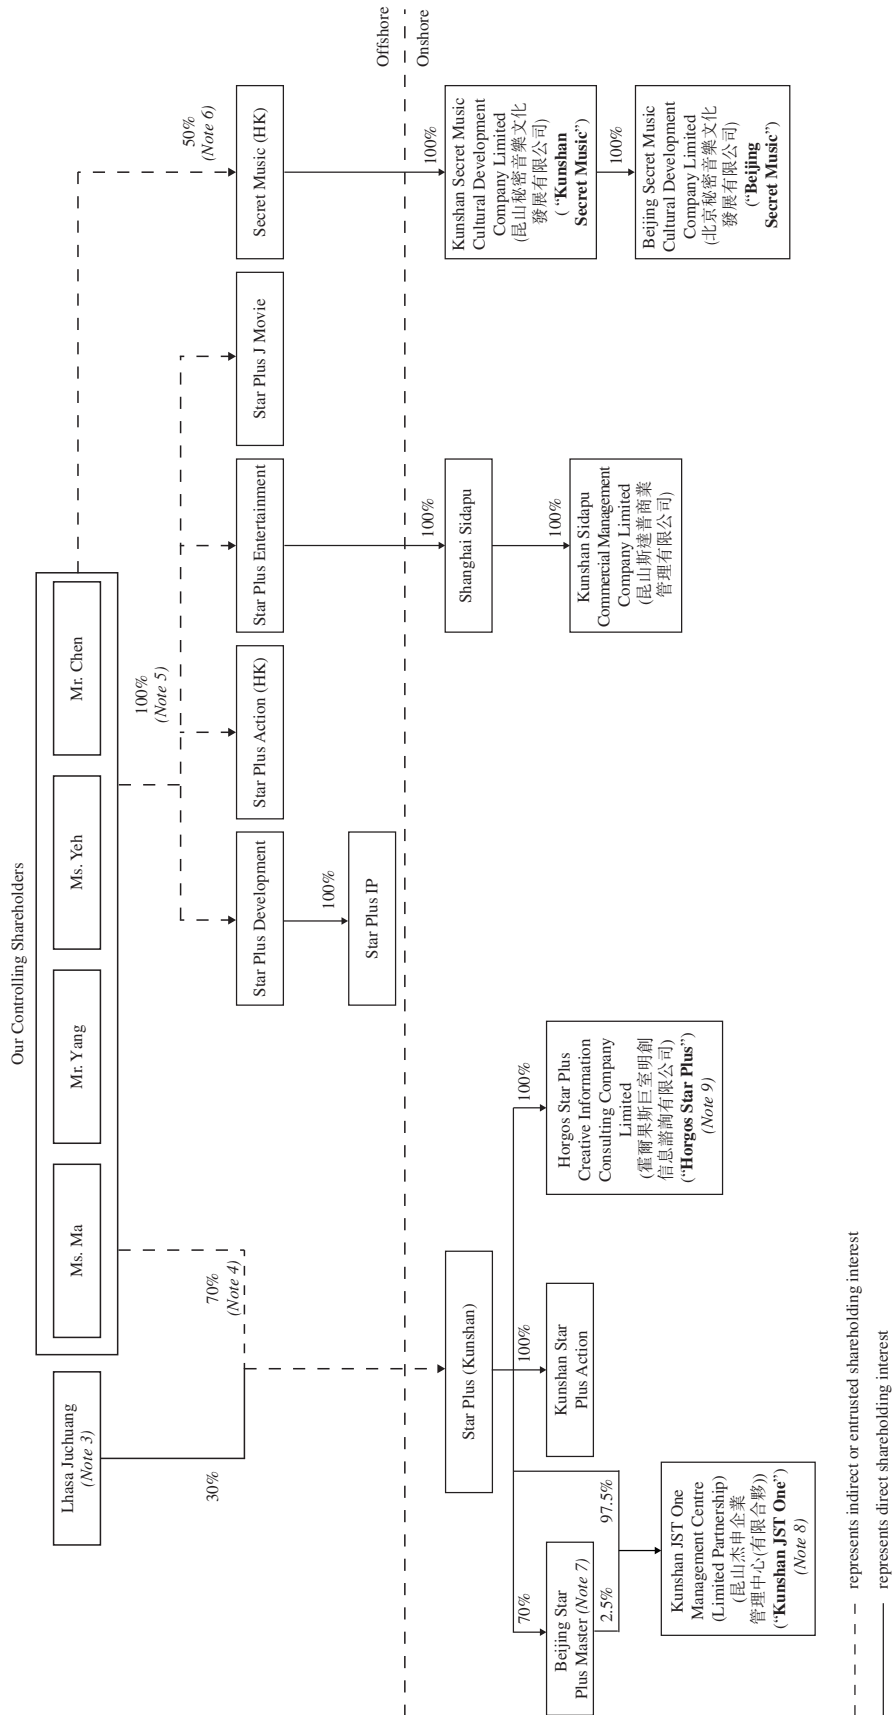 Our Controlling Shareholders
Lhasa Juchuang
(Note 3)
Ms. Ma
Mr. Yang
Ms. Yeh
Mr. Chen
30%
70%
(Note 4)
100%
(Note 5)
50%
(Note 6)
Star Plus Development
Star Plus Action (HK)
Star Plus Entertainment
Star Plus J Movie
Secret Music (HK)
100%
Star Plus IP
Offshore
Onshore
100%
100%
Star Plus (Kunshan)
Shanghai Sidapu
Kunshan Secret Music
Cultural Development
Company Limited
(昆山秘密音樂文化
發展有限公司)
( “Kunshan
Secret Music”)
70%
100%
100%
100%
100%
Beijing Star
Plus Master (Note 7)
Kunshan Star
Plus Action
Horgos Star Plus
Creative Information
Consulting Company
Limited
(霍爾果斯巨室明創
信息諮詢有限公司)
(“Horgos Star Plus”)
(Note 9)
Kunshan Sidapu
Commercial Management
Company Limited
(昆山斯達普商業
管理有限公司)
Beijing Secret Music
Cultural Development
Company Limited
(北京秘密音樂文化
發展有限公司)
(“Beijing
Secret Music”)
2.5%
97.5%
Kunshan JST One
Management Centre
(Limited Partnership)
(昆山杰申企業
管理中心(有限合夥))
(“Kunshan JST One”)
(Note 8)
represents indirect or entrusted shareholding interest
represents direct shareholding interest